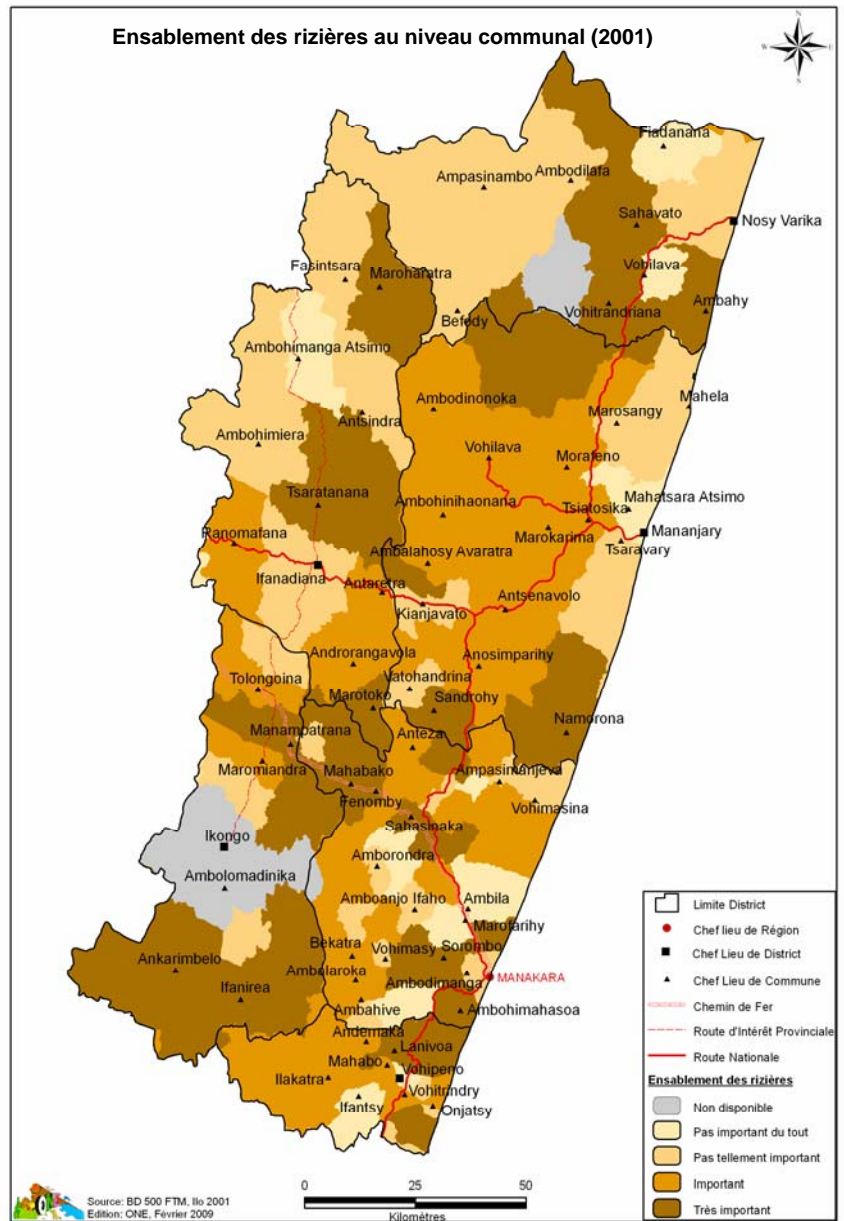 Ensablement des rizières au niveau communal (2001)
N
W
E
S
Fiadanana
Ambodilafa
Ampasinambo
Sahavato
Nosy Varika
Vohilava
Fasintsara
Maroharatra
Vohitrandriana
Ambahy
Befody
Ambohimanga Atsimo
Mahela
Ambodinonoka
Antsindra
Marosangy
Ambohimiera
Vohilava
Morafeno
Tsaratanana
Mahatsara Atsimo
Ambohinihaonana
Tsiatosika
Ranomafana
Marokarima
Mananjary
Tsaravary
Ambalahosy Avaratra
Ifanadiana
Antaretra
Kianjavato
Antsenavolo
Androrangavola
Anosimparihy
Tolongoina
Vatohandrina
Marotoko
Sandrohy
Namorona
Manampatrana
Anteza
Maromiandra
Mahabako
Ampasimanjeva
Fenomby
Vohimasina
Sahasinaka
Ikongo
Amborondra
Ambolomadinika
Amboanjo Ifaho
Ambila
Marofarihy
Bekatra
Vohimasy
Sorombo
Ankarimbelo
Ambolaroka
Ambodimanga
MANAKARA
Ifanirea
Ambahive
Ambohimahasoa
Andemaka
Lanivoa
Mahabo
Vohipeno
Ilakatra
Vohitrindry
Ifantsy
Onjatsy
Limite District
Chef lieu de Région
Chef Lieu de District
Chef Lieu de Commune
Chemin de Fer
Route d'Intérêt Provinciale
Route Nationale
Ensablement des rizières
Non disponible
Pas important du tout
Pas tellement important
Important
Très important
0 25 50
Kilomètres
Source: BD 500 FTM, Ilo 2001
Edition: ONE, Février 2009